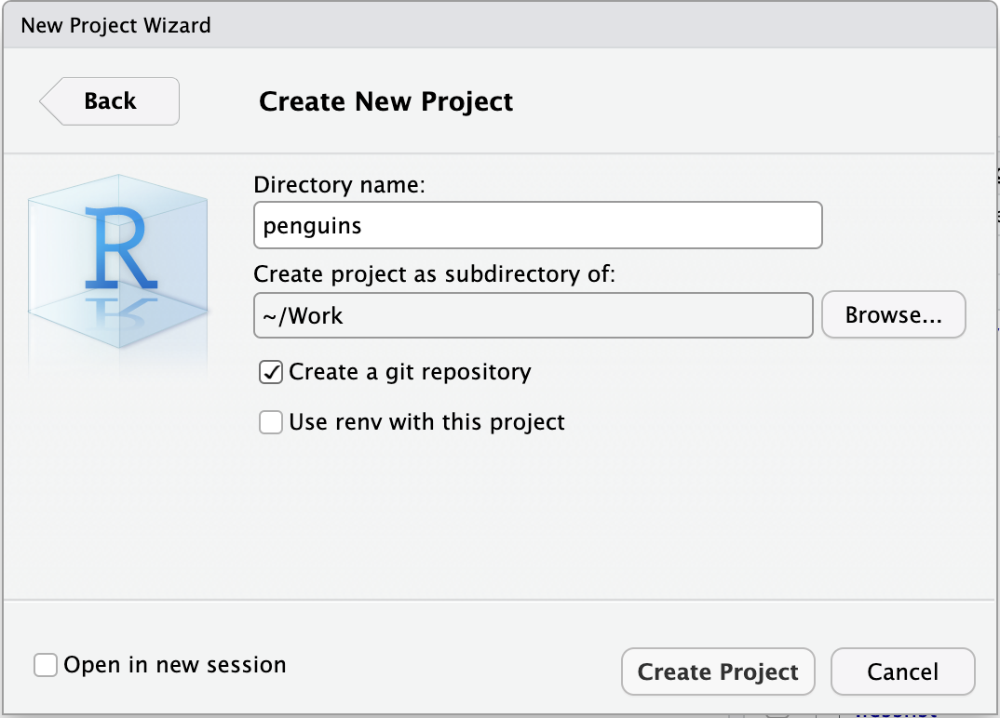 New Project Wizard
Back
Create New Project
R
Directory name:
penguins
Create project as subdirectory of:
~/Work
Browse...
Create a git repository
Use renv with this project
Open in new session
Create Project
Cancel